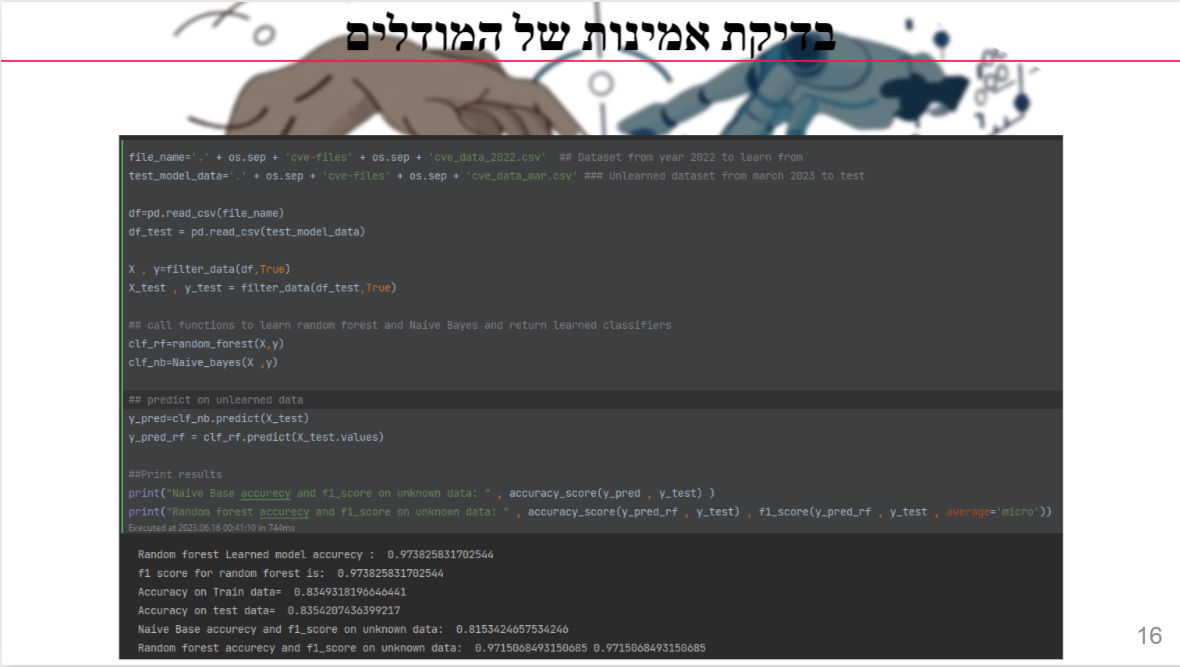 בדיקת אמינות של המודלים
file_name='.' + os.sep + 'cve-files' + os.sep + 'cve_data_2022.csv'  ## Dataset from year 2022 to learn from
test_model_data='.' + os.sep + 'cve-files' + os.sep + 'cve_data_mar.csv' ### Unlearned dataset from march 2023 to test
df=pd.read_csv(file_name)
df_test = pd.read_csv(test_model_data)
X , y=filter_data(df,True)
X_test , y_test = filter_data(df_test,True)
## call functions to learn random forest and Naive Bayes and return learned classifiers
clf_rf=random_forest(X,y)
clf_nb=Naive_bayes(X ,y)
## predict on unlearned data
y_pred=clf_nb.predict(X_test)
y_pred_rf = clf_rf.predict(X_test.values)
##Print results
print("Naive Base accurecy and f1_score on unknown data: " , accuracy_score(y_pred , y_test) )
print("Random forest accurecy and f1_score on unknown data: " , accuracy_score(y_pred_rf , y_test) , f1_score(y_pred_rf , y_test , average='micro'))
Executed at 2023.06.16 00:41:10 in 744ms
Random forest Learned model accurecy :  0.973825831702544
f1 score for random forest is:  0.973825831702544
Accuracy on Train data=  0.8349318196646441
Accuracy on test data=  0.8354207436399217
Naive Base accurecy and f1_score on unknown data:  0.8153424657534246
Random forest accurecy and f1_score on unknown data:  0.9715068493150685 0.9715068493150685
16